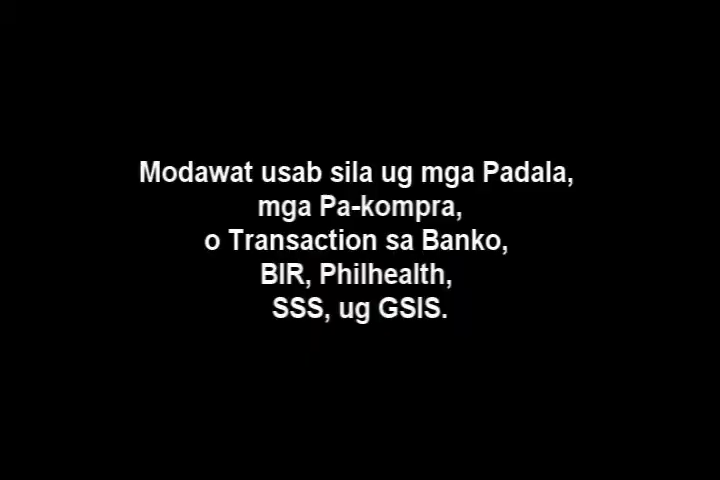 Modawat usab sila ug mga Padala,
mga Pa-kompra,
o Transaction sa Banko,
BIR, Philhealth,
SSS, ug GSIS.